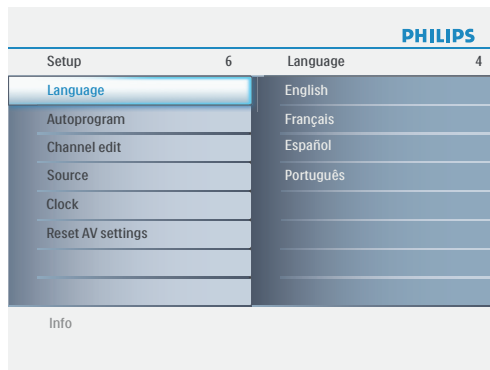 PHILIPS
Setup 6 Language 4
Language
Autoprogram
Channel edit
Source
Clock
Reset AV settings
English
Français
Español
Português
Info